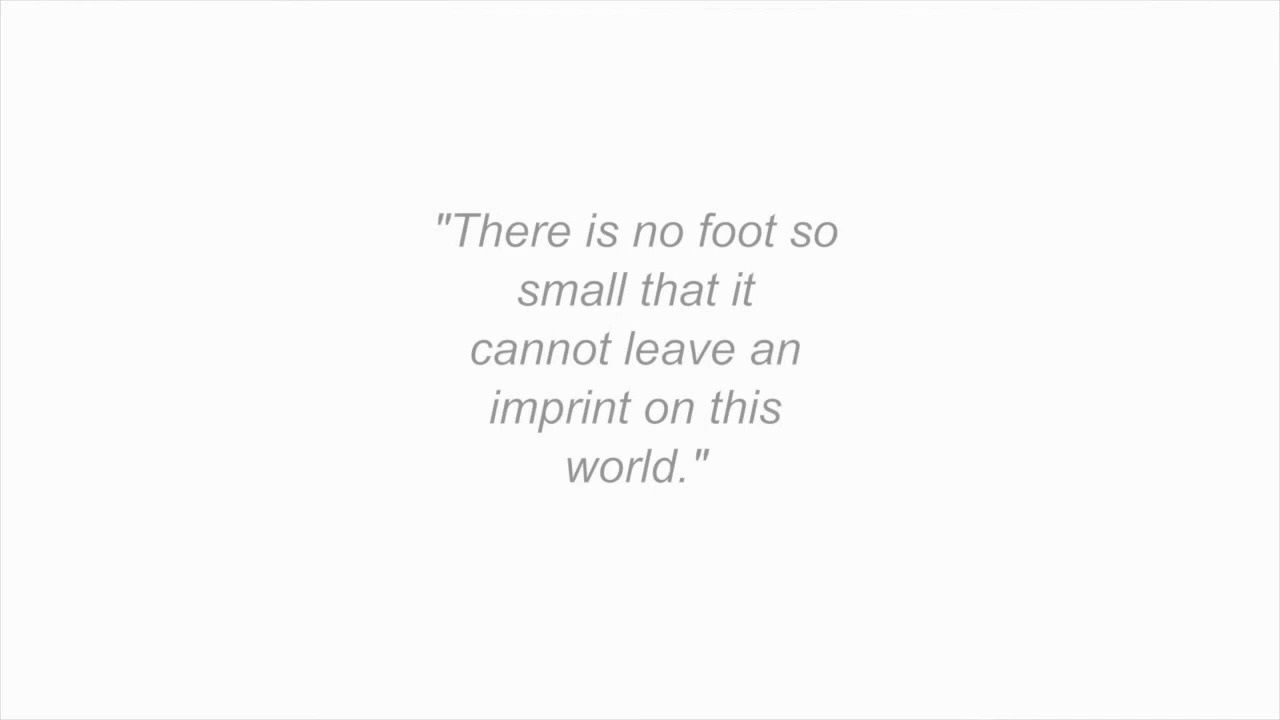 "There is no foot so
small that it
cannot leave an
imprint on this
world."